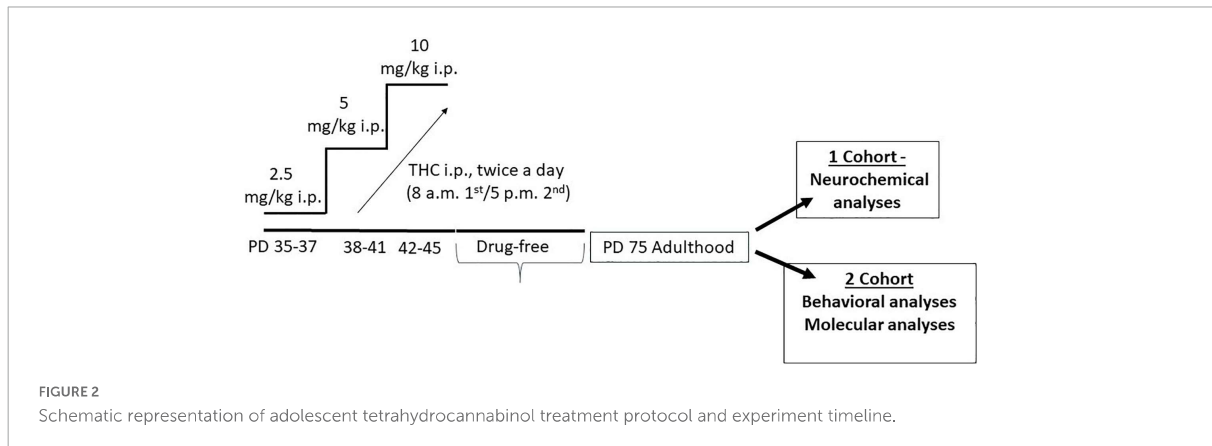 10
mg/kg i.p.
5
mg/kg i.p.
2.5
mg/kg i.p.
THC i.p., twice a day
(8 a.m. 1st/5 p.m. 2nd)
PD 35-37 38-41 42-45 Drug-free PD 75 Adulthood
1 Cohort -
Neurochemical
analyses
2 Cohort
Behavioral analyses
Molecular analyses
FIGURE 2
Schematic representation of adolescent tetrahydrocannabinol treatment protocol and experiment timeline.